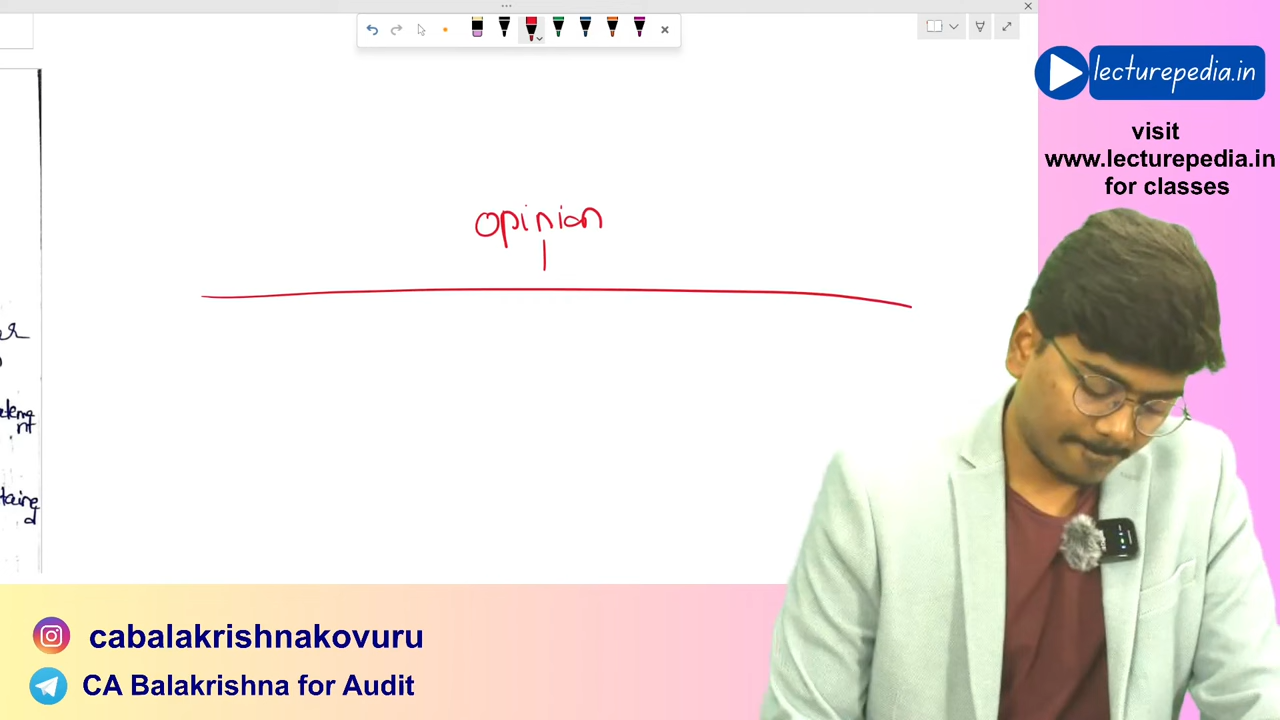 lecturepedia.in
visit
www.lecturepedia.in
for classes
opinion
cabalakrishnakovuru
CA Balakrishna for Audit